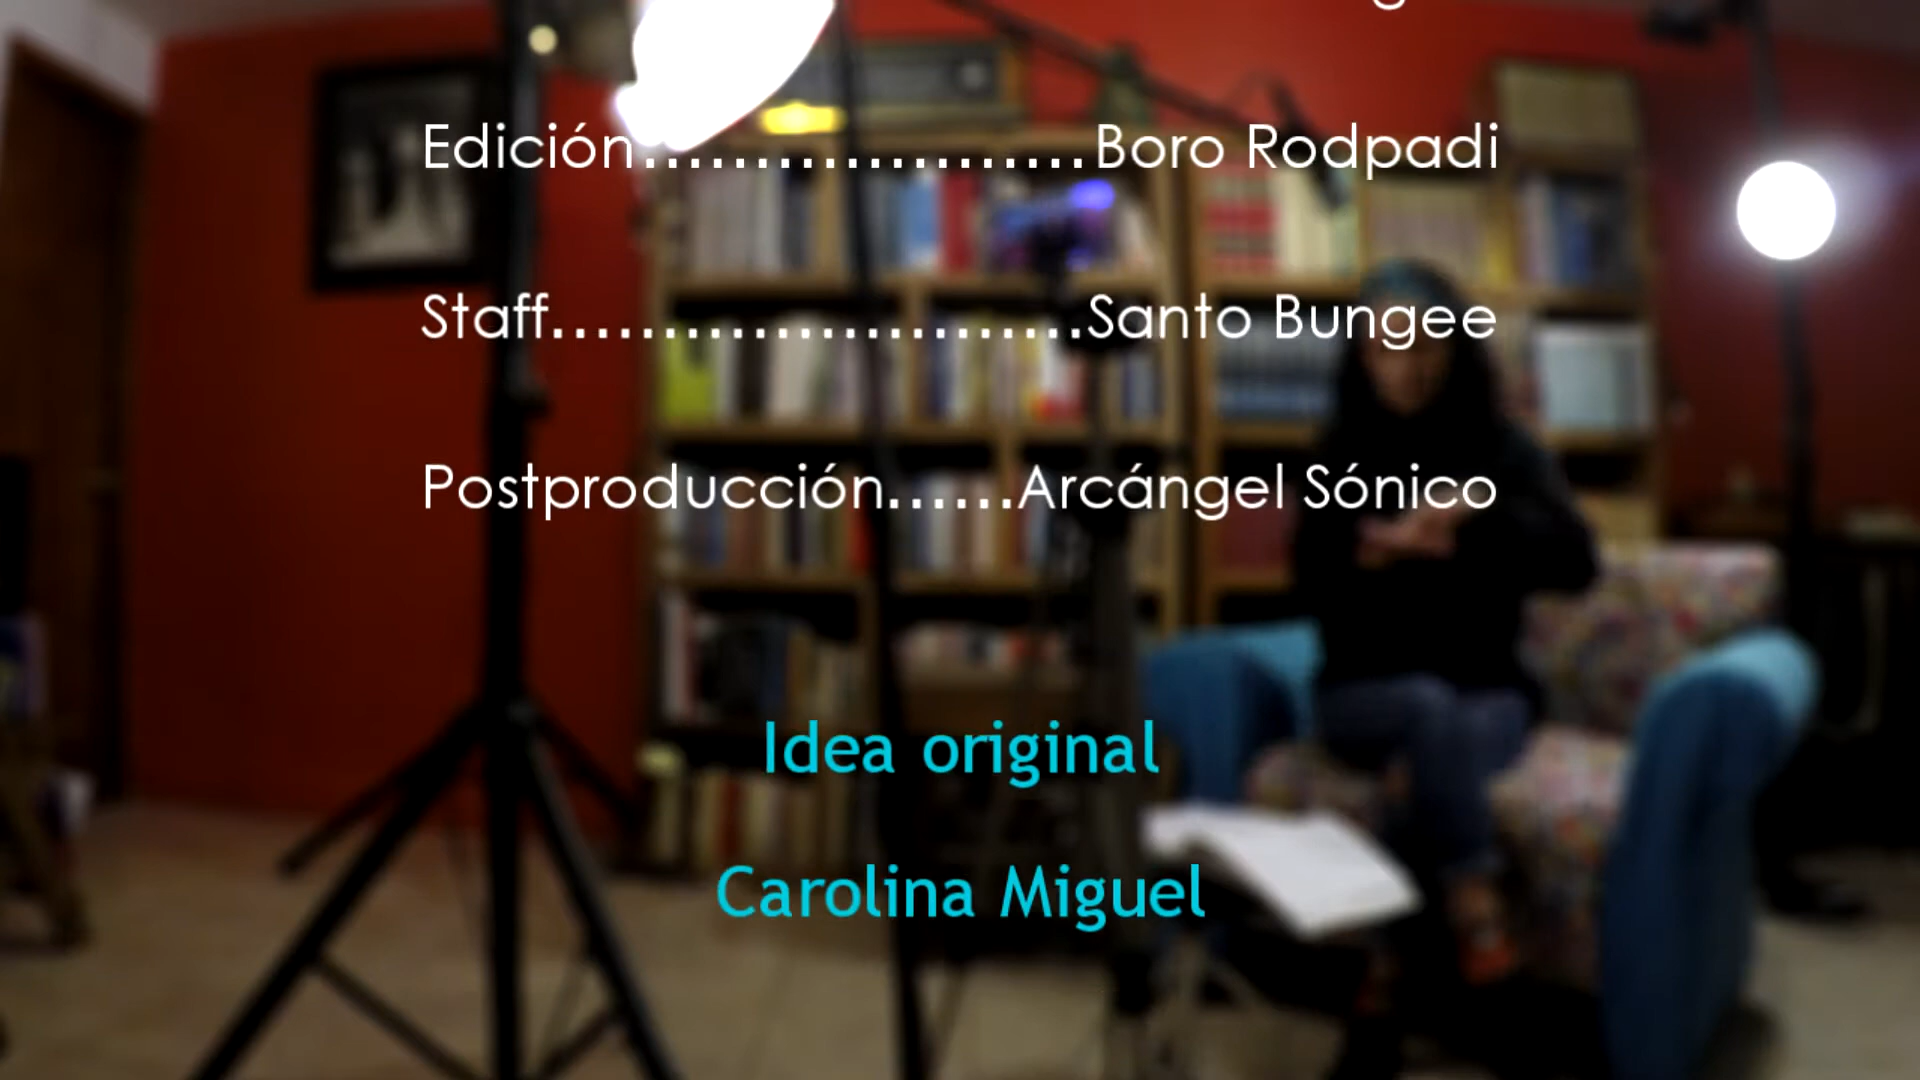 Edición....................Boro Rodpadi
Staff........................Santo Bungee
Postproducción......Arcángel Sónico
Idea original
Carolina Miguel